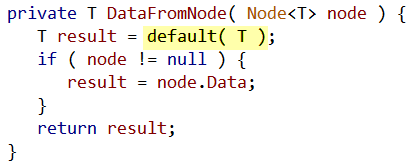 private T DataFromNode( Node<T> node ) {
    T result = default( T );
    if ( node != null ) {
        result = node.Data;
    }
    return result;
}